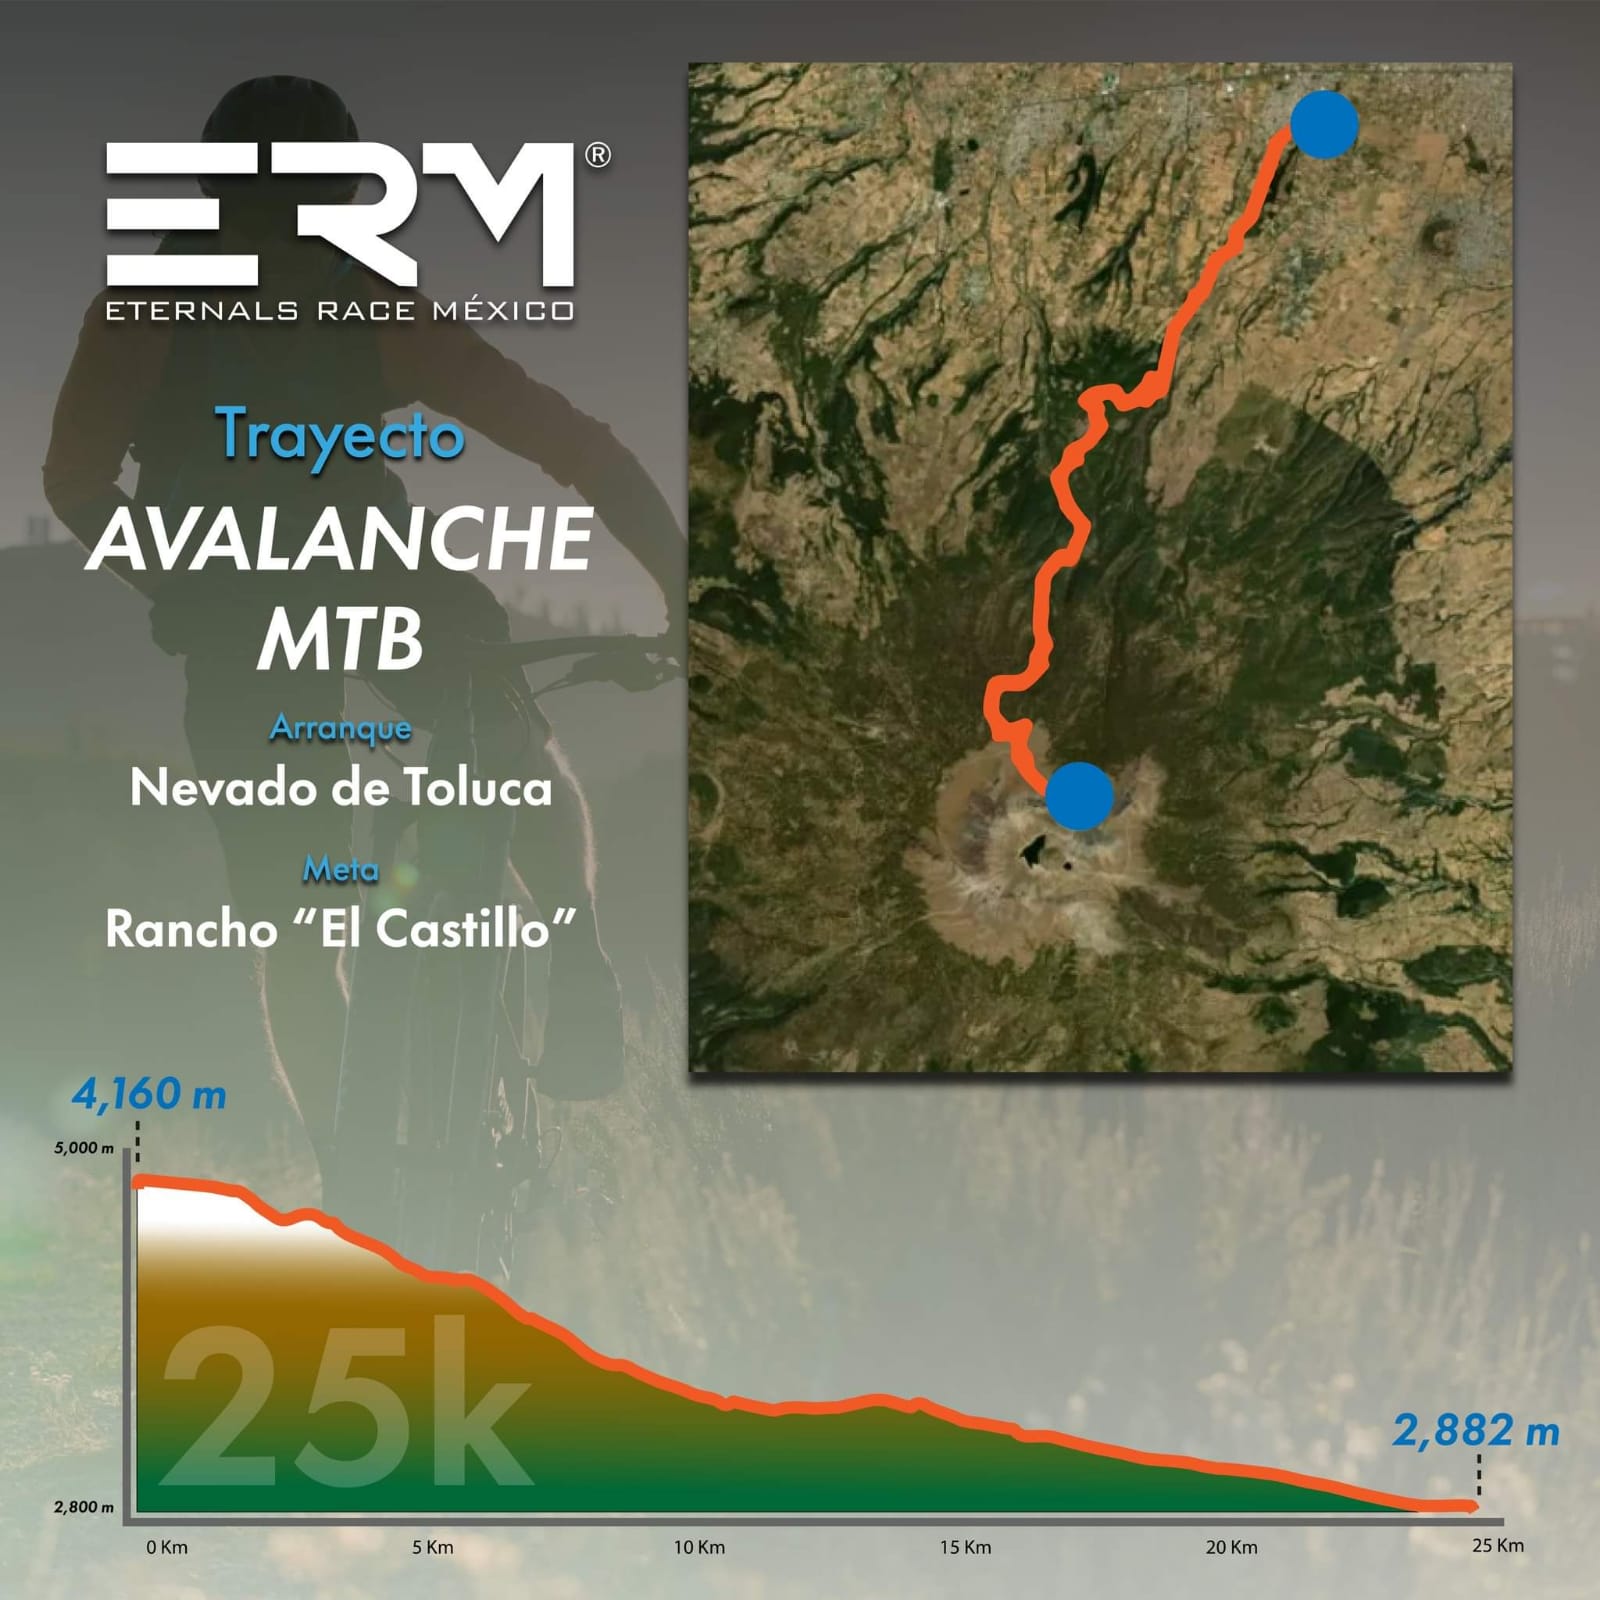 ERM®
ETERNALS RACE MÉXICO
Trayecto
AVALANCHE
MTB
Arranque
Nevado de Toluca
Meta
Rancho “El Castillo”
4,160 m
5,000 m
25k
2,882 m
2,800 m
0 Km 5 Km 10 Km 15 Km 20 Km 25 Km